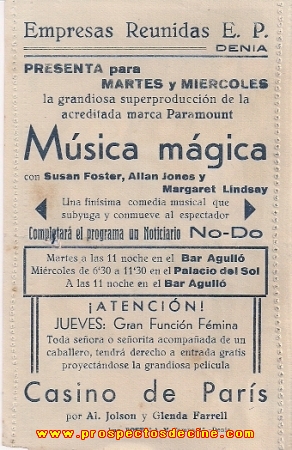 Empresas Reunidas E. P.
DENIA
PRESENTA para
MARTES y MIERCOLES
la grandiosa superproducción de la
acreditada marca Paramount
Música mágica
con Susan Foster, Allan Jones y
Margaret Lindsay
Una finísima comedia musical que
subyuga y conmueve al espectador
Completará el programa un Noticiario No-Do
Martes a las 11 noche en el Bar Agulló
Miércoles de 6'30 a 11'30 en el Palacio del Sol
A las 11 noche en el Bar Agulló
¡ATENCIÓN!
JUEVES: Gran Función Fémina
Toda señora o señorita acompañada de un
caballero, tendrá derecho a entrada gratis
proyectándose la grandiosa película
Casino de París
por Al. Jolson y Glenda Farrell
www.prospectosdecine.com